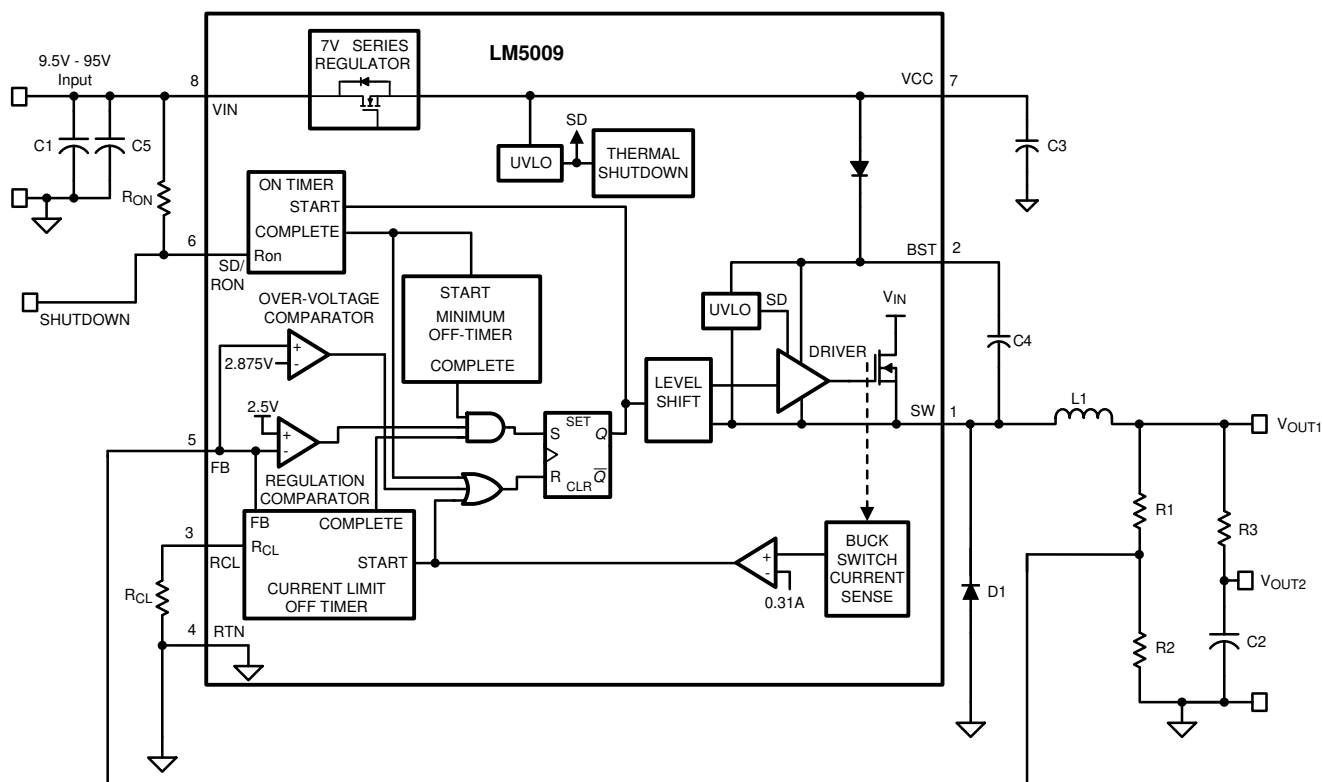 LM5009
7V SERIES
REGULATOR
9.5V - 95V
Input
8
VIN
VCC
7
C1
C5
C3
SD
UVLO
THERMAL
SHUTDOWN
RON
ON TIMER
START
COMPLETE
Ron
6
SD/
RON
SHUTDOWN
BST
2
START
MINIMUM
OFF-TIMER
COMPLETE
OVER-VOLTAGE
COMPARATOR
+
-
2.875V
UVLO
SD
VIN
DRIVER
C4
LEVEL
SHIFT
2.5V
+
-
SET
S
Q
R
CLR
Q
SW
1
L1
VOUT1
5
FB
REGULATION
COMPARATOR
FB
COMPLETE
3
RCL
RCL
START
CURRENT LIMIT
OFF TIMER
RCL
4
RTN
+
-
0.31A
BUCK
SWITCH
CURRENT
SENSE
D1
R1
R3
VOUT2
R2
C2